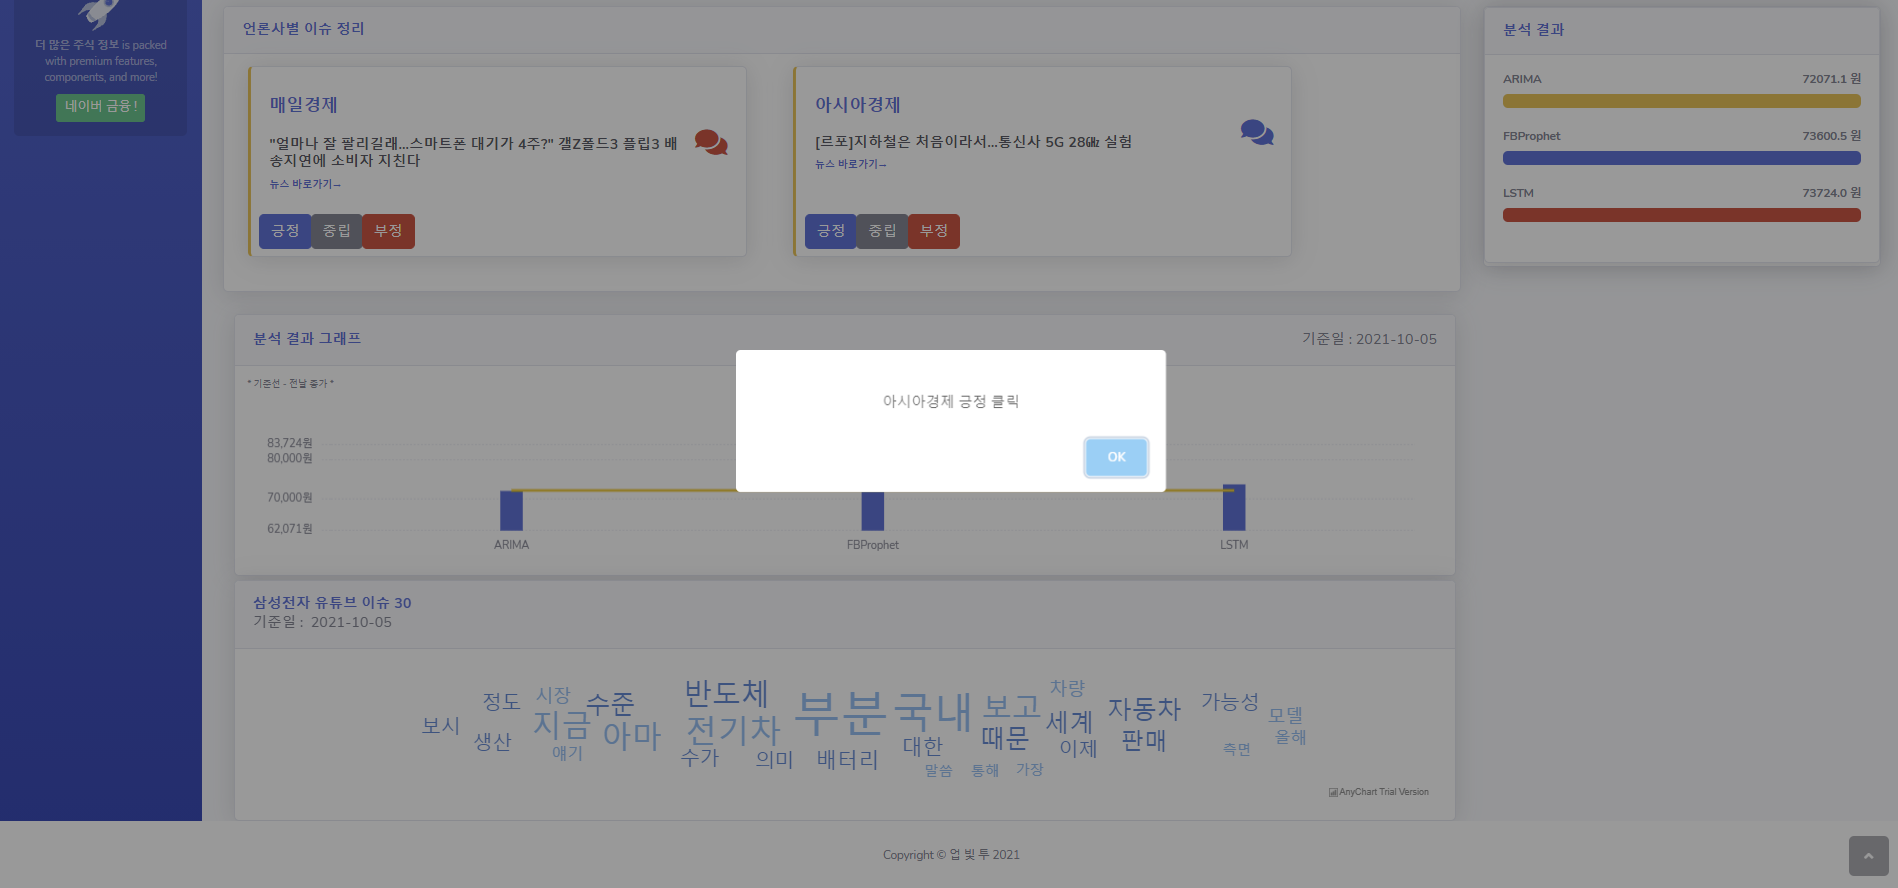 더 많은 주식 정보 is packed
with premium features,
components, and more!
네이버 금융 !
언론사별 이슈 정리
매일경제
"얼마나 잘 팔리길래...스마트폰 대기가 4주?" 갤Z폴드3 플립3 배
송지연에 소비자 지친다
뉴스 바로가기→
긍정 중립 부정
아시아경제
[르포]지하철은 처음이라서...통신사 5G 28㎓ 실험
뉴스 바로가기→
긍정 중립 부정
분석 결과
ARIMA 72071.1 원
FBProphet 73600.5 원
LSTM 73724.0 원
분석 결과 그래프
기준일 : 2021-10-05
* 기준선 - 전날 종가 *
83,724원
80,000원
70,000원
62,071원
ARIMA FBProphet LSTM
아시아경제 긍정 클릭
OK
삼성전자 유튜브 이슈 30
기준일 : 2021-10-05
보시
정도
생산
시장
지금
얘기
수준
아마
반도체
전기차
수가
의미
부분
배터리
국내
대한
말씀
보고
때문
통해
가장
차량
세계
이제
자동차
판매
가능성
측면
모델
올해
AnyChart Trial Version
Copyright © 업 빛 투 2021